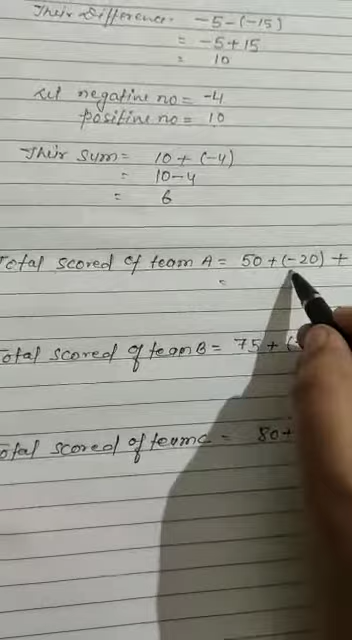 Their Difference = -5-(-15)
= -5+15
= 10
Let negative no = -4
positive no = 10
Their sum = 10+(-4)
= 10-4
= 6
Total scored of team A = 50+(-20)+
=
Total scored of team B = 75+(
Total scored of team C = 80+